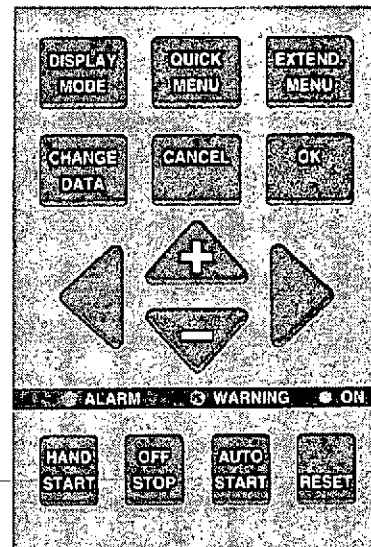 DISPLAY MODE
QUICK MENU
EXTEND. MENU
CHANGE DATA
CANCEL
OK
+
−
ALARM WARNING ON
HAND START
OFF STOP
AUTO START
RESET